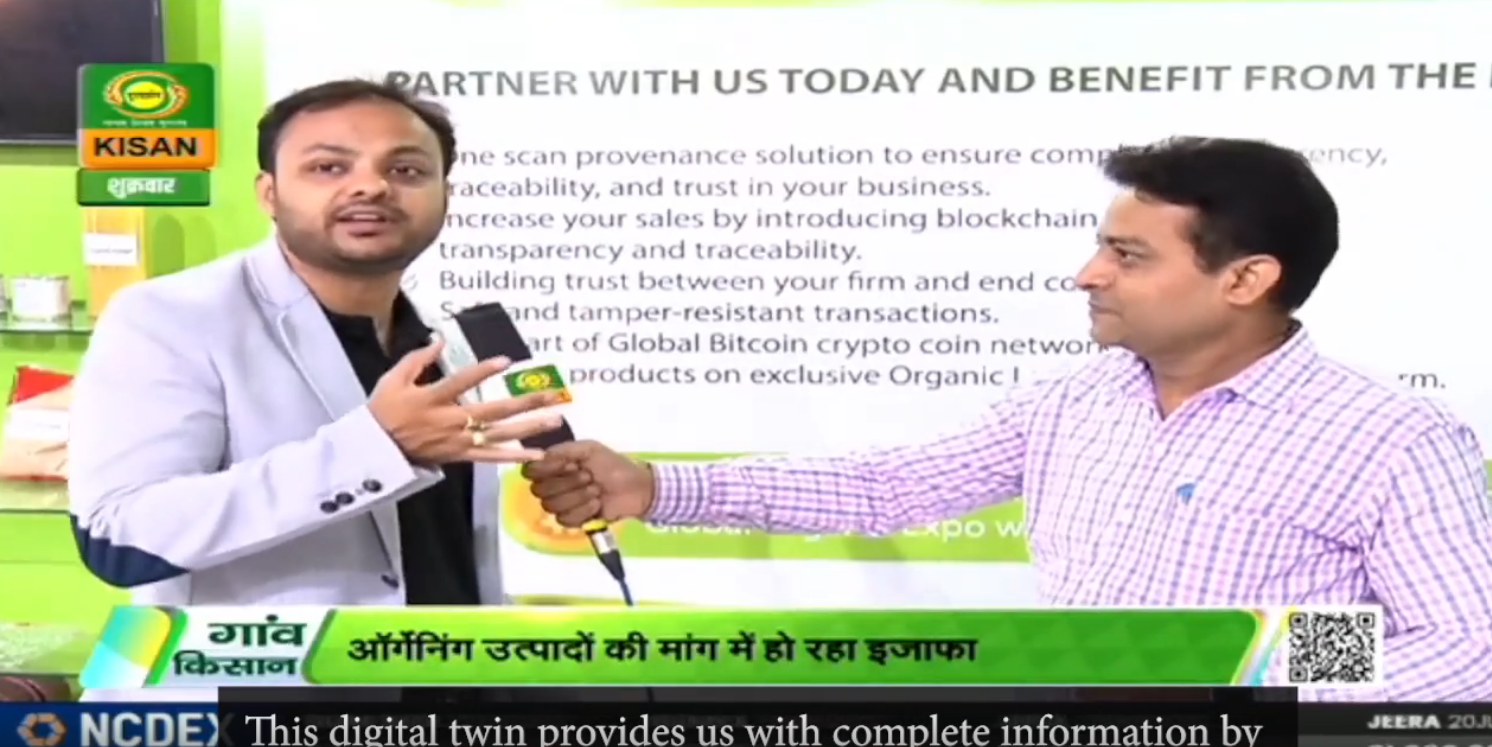 KISAN
शुक्रवार
PARTNER WITH US TODAY AND BENEFIT FROM THE
ne scan provenance solution to ensure comp ency,
raceability, and trust in your business.
ncrease your sales by introducing blockchain
transparency and traceability.
Building trust between your firm and end co
and tamper-resistant transactions.
art of Global Bitcoin crypto coin networ
products on exclusive Organic rm.
Expo w
गांव
किसान
ऑर्गेनिंग उत्पादों की मांग में हो रहा इजाफा
NCDEX
This digital twin provides us with complete information by
JEERA 20JU